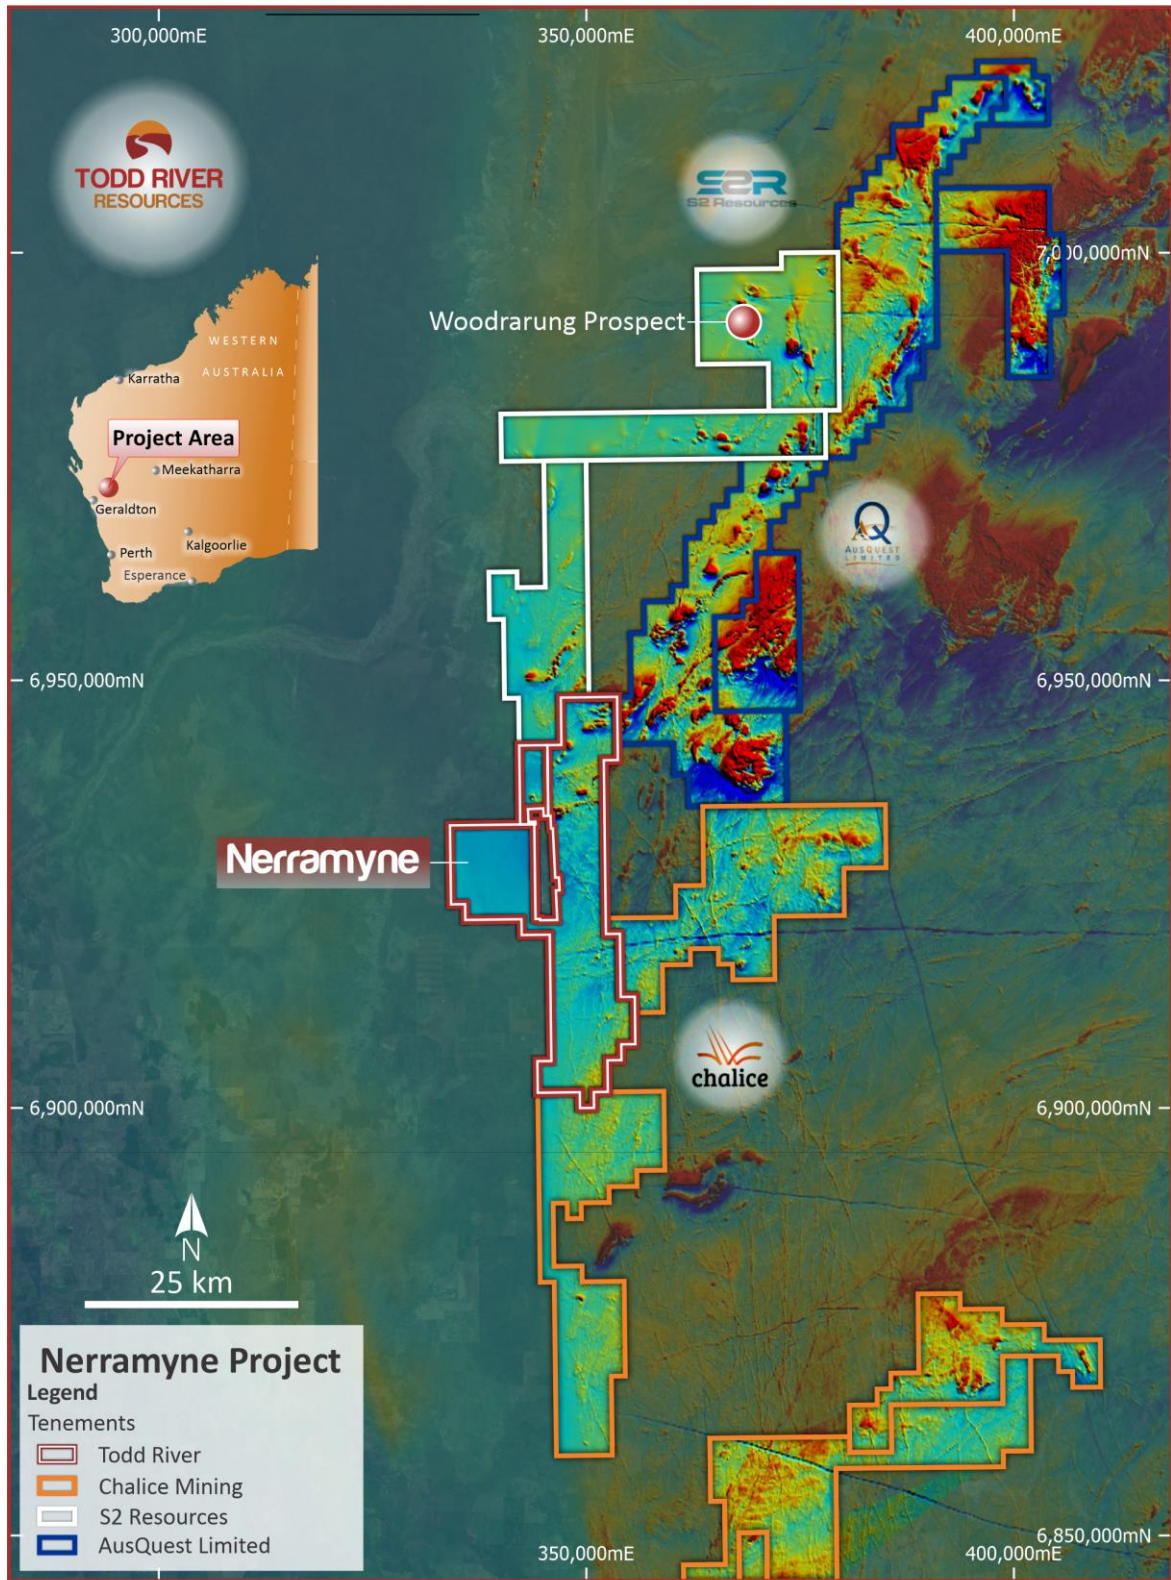 300,000mE
350,000mE
400,000mE
TODD RIVER
RESOURCES
S2R
S2 Resources
7,000,000mN
Woodrarung Prospect
WESTERN
AUSTRALIA
Karratha
Project Area
Meekatharra
Geraldton
Kalgoorlie
Perth
Esperance
AQ
AUSQUEST
LIMITED
6,950,000mN
6,950,000mN
Nerramyne
chalice
6,900,000mN
6,900,000mN
N
25 km
Nerramyne Project
Legend
Tenements
Todd River
Chalice Mining
S2 Resources
AusQuest Limited
6,850,000mN
350,000mE
400,000mE